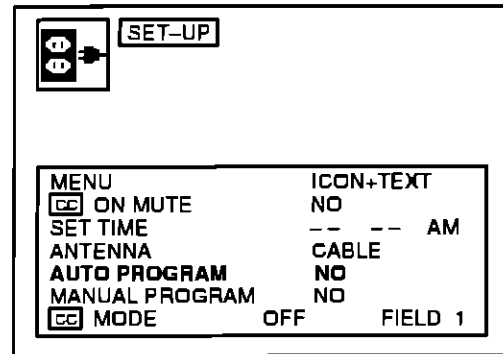 SET–UP
MENU ICON+TEXT
CC ON MUTE NO
SET TIME – – – – AM
ANTENNA CABLE
AUTO PROGRAM NO
MANUAL PROGRAM NO
CC MODE OFF FIELD 1